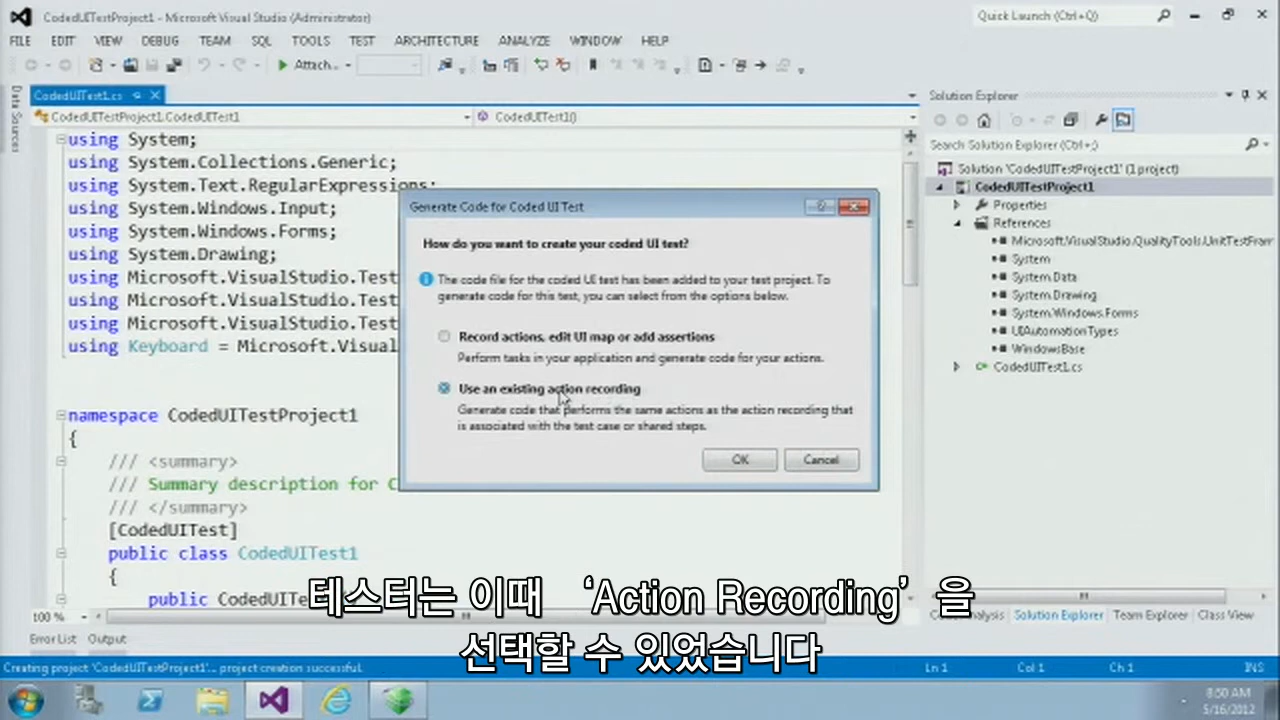 CodedUITestProject1 - Microsoft Visual Studio (Administrator)
Quick Launch (Ctrl+Q)
FILE EDIT VIEW DEBUG TEAM SQL TOOLS TEST ARCHITECTURE ANALYZE WINDOW HELP
Attach...
Data Sources
CodedUITest1.cs
CodedUITestProject1.CodedUITest1
CodedUITest1()
using System;
using System.Collections.Generic;
using System.Text.RegularExpressions;
using System.Windows.Input;
using System.Windows.Forms;
using System.Drawing;
using Microsoft.VisualStudio.Test
using Microsoft.VisualStudio.Test
using Microsoft.VisualStudio.Test
using Keyboard = Microsoft.Visual
namespace CodedUITestProject1
{
/// <summary>
/// Summary description for C
/// </summary>
[CodedUITest]
public class CodedUITest1
{
public CodedUITe
100 %
Generate Code for Coded UI Test
How do you want to create your coded UI test?
The code file for the coded UI test has been added to your test project. To
generate code for this test, you can select from the options below.
Record actions, edit UI map or add assertions
Perform tasks in your application and generate code for your actions.
Use an existing action recording
Generate code that performs the same actions as the action recording that
is associated with the test case or shared steps.
OK Cancel
Solution Explorer
Search Solution Explorer (Ctrl+;)
Solution 'CodedUITestProject1' (1 project)
CodedUITestProject1
Properties
References
Microsoft.VisualStudio.QualityTools.UnitTestFram
System
System.Data
System.Drawing
System.Windows.Forms
UIAutomationTypes
WindowsBase
CodedUITest1.cs
Analysis Solution Explorer Team Explorer Class View
테스터는 이때 ‘Action Recording’을
선택할 수 있었습니다
Error List Output
Creating project 'CodedUITestProject1'... project creation successful.
Ln 1 Col 1 Ch 1 INS
8:50 AM
5/16/2012